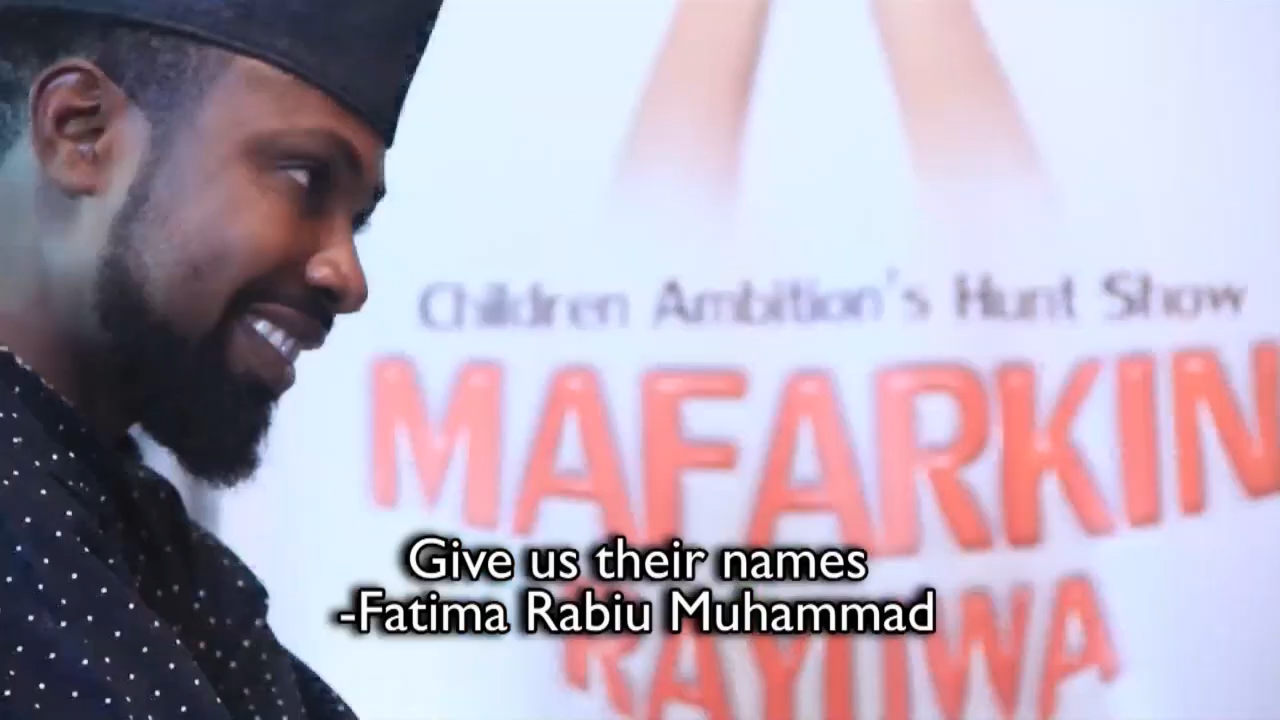 Children Ambition's Hunt Show
MAFARKIN
RAYUWA
Give us their names
-Fatima Rabiu Muhammad